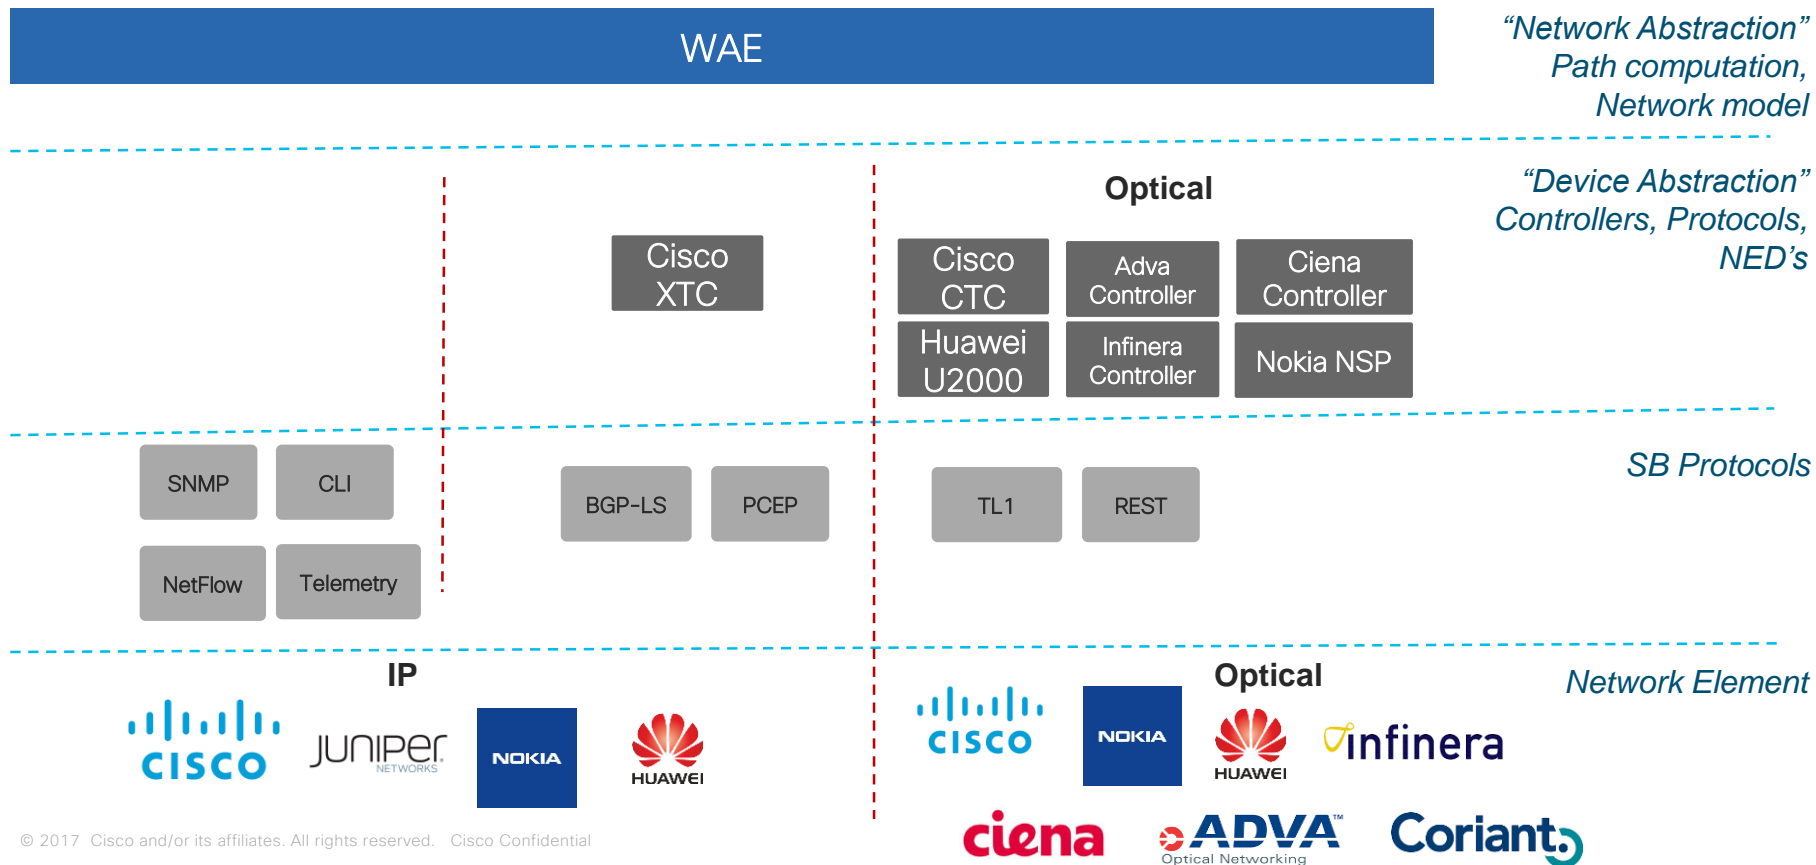 WAE
“Network Abstraction”
Path computation,
Network model
“Device Abstraction”
Controllers, Protocols,
NED’s
Optical
Cisco
XTC
Cisco
CTC
Adva
Controller
Ciena
Controller
Huawei
U2000
Infinera
Controller
Nokia NSP
SB Protocols
SNMP
CLI
NetFlow
Telemetry
BGP-LS
PCEP
TL1
REST
Network Element
IP
CISCO
JUNIPEr
NETWORKS
NOKIA
HUAWEI
Optical
CISCO
NOKIA
HUAWEI
infinera
ciena
ADVA™
Optical Networking
Coriant
© 2017 Cisco and/or its affiliates. All rights reserved. Cisco Confidential